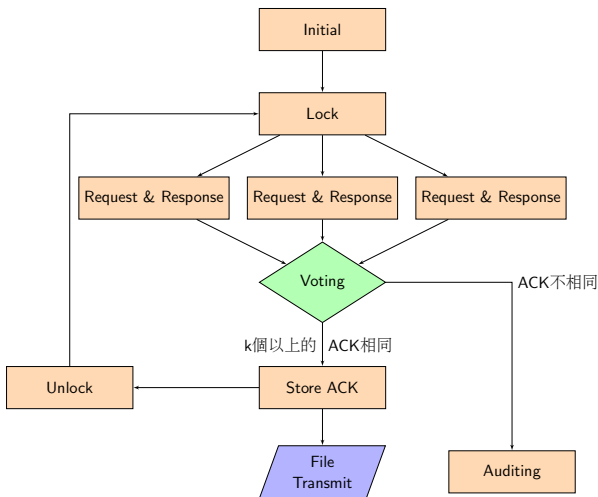 Initial
Lock
Request & Response
Request & Response
Request & Response
Voting
ACK不相同
k個以上的 ACK相同
Unlock
Store ACK
File
Transmit
Auditing